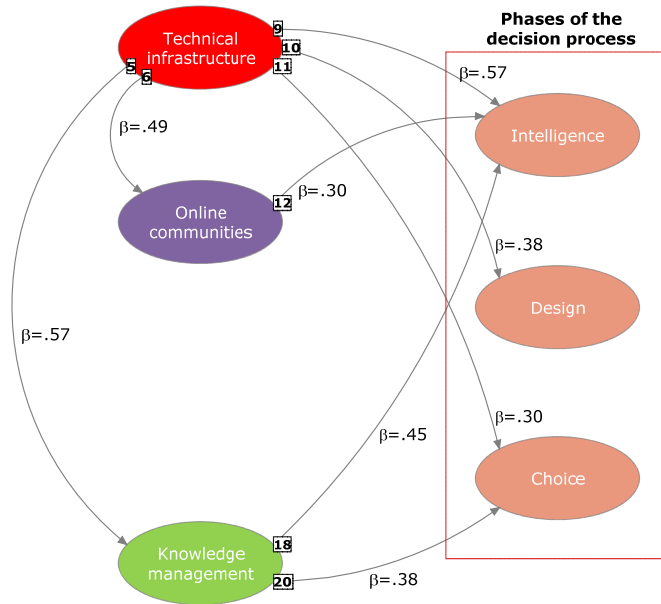 Phases of the
decision process
Technical
infrastructure
9
10
11
5
6
β=.57
Intelligence
β=.49
12
β=.30
Online
communities
β=.38
Design
β=.57
β=.30
β=.45
Choice
18
Knowledge
management
20
β=.38